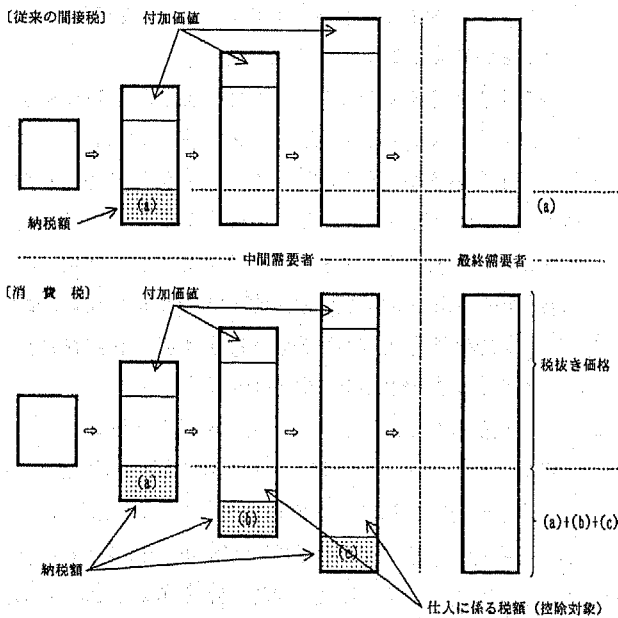 〔従来の間接税〕 付加価値
(a)
納税額
(a)
中間需要者 最終需要者
〔消 費 税〕 付加価値
税抜き価格
(a)
(b)
(c)
(a)+(b)+(c)
納税額
仕入に係る税額（控除対象）